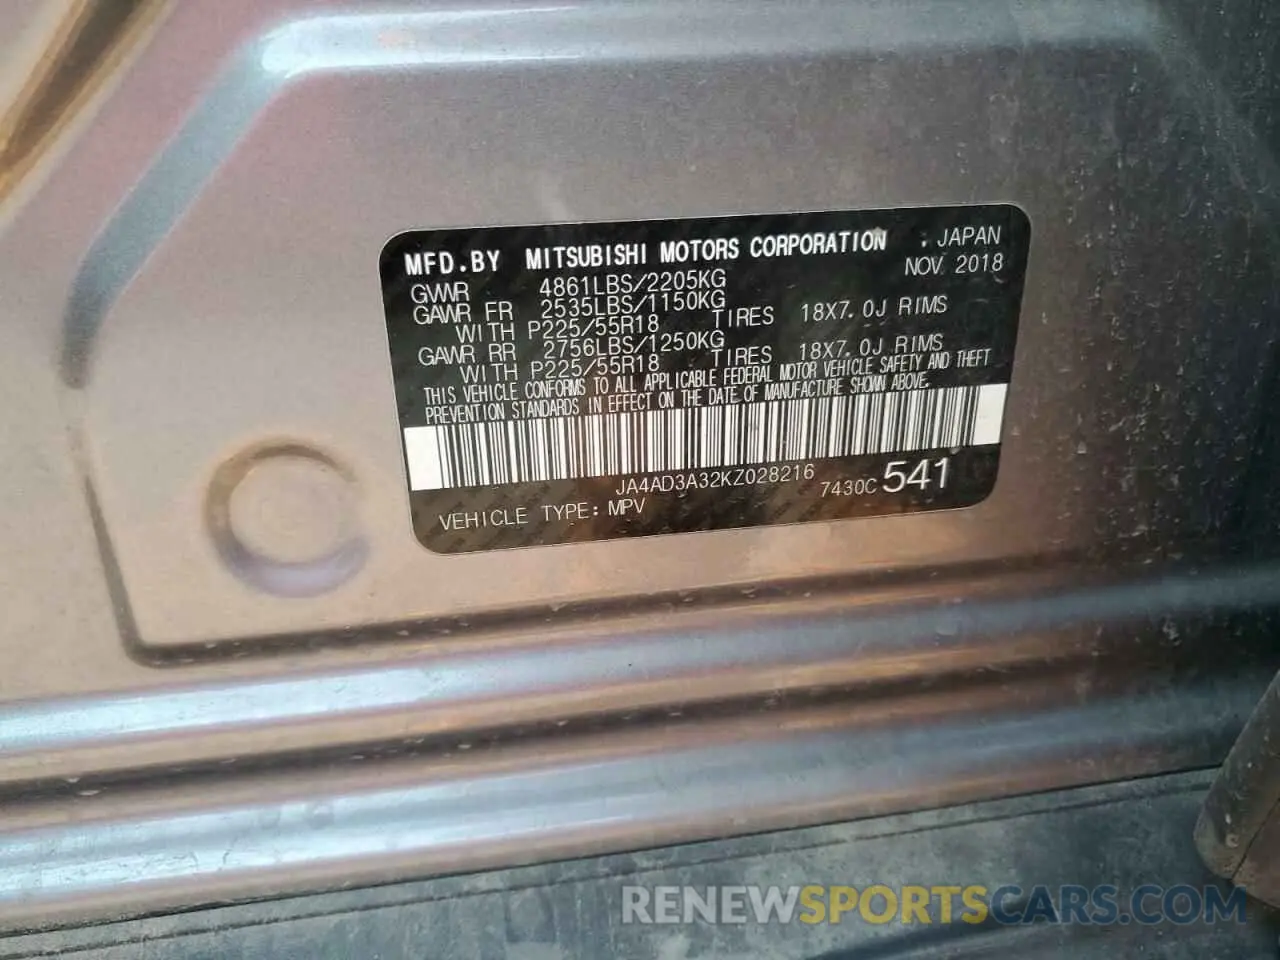 MFD.BY MITSUBISHI MOTORS CORPORATION . JAPAN
GVWR 4861LBS/2205KG NOV. 2018
GAWR FR 2535LBS/1150KG
WITH P225/55R18 TIRES 18X7.0J RIMS
GAWR RR 2756LBS/1250KG
WITH P225/55R18 TIRES 18X7.0J RIMS
THIS VEHICLE CONFORMS TO ALL APPLICABLE FEDERAL MOTOR VEHICLE SAFETY AND THEFT
PREVENTION STANDARDS IN EFFECT ON THE DATE OF MANUFACTURE SHOWN ABOVE.
JA4AD3A32KZ028216 7430C 541
VEHICLE TYPE: MPV
RENEWSPORTSCARS.COM